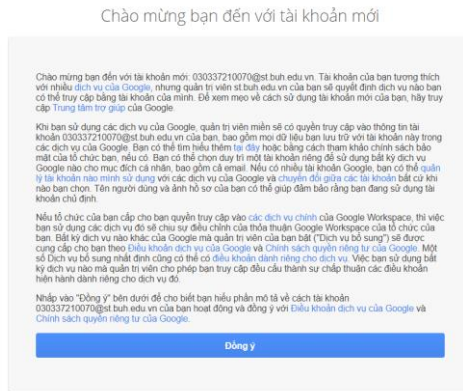 Chào mừng bạn đến với tài khoản mới
Chào mừng bạn đến với tài khoản mới: 030337210070@st.buh.edu.vn. Tài khoản của bạn tương thích
với nhiều dịch vụ của Google, nhưng quản trị viên st.buh.edu.vn của bạn sẽ quyết định dịch vụ nào bạn
có thể truy cập bằng tài khoản của mình. Để xem mẹo về cách sử dụng tài khoản mới của bạn, hãy truy
cập Trung tâm trợ giúp của Google.
Khi bạn sử dụng các dịch vụ của Google, quản trị viên miền sẽ có quyền truy cập vào thông tin tài
khoản 030337210070@st.buh.edu.vn của bạn, bao gồm mọi dữ liệu bạn lưu trữ với tài khoản này trong
các dịch vụ của Google. Bạn có thể tìm hiểu thêm tại đây hoặc bằng cách tham khảo chính sách bảo
mật của tổ chức bạn, nếu có. Bạn có thể chọn duy trì một tài khoản riêng để sử dụng bất kỳ dịch vụ
Google nào cho mục đích cá nhân, bao gồm cả email. Nếu có nhiều tài khoản Google, bạn có thể quản
lý tài khoản nào mình sử dụng với các dịch vụ của Google và chuyển đổi giữa các tài khoản bất cứ khi
nào bạn chọn. Tên người dùng và ảnh hồ sơ của bạn có thể giúp đảm bảo rằng bạn đang sử dụng tài
khoản chủ định.
Nếu tổ chức của bạn cấp cho bạn quyền truy cập vào các dịch vụ chính của Google Workspace, thì việc
bạn sử dụng các dịch vụ đó sẽ chịu sự điều chỉnh của thỏa thuận Google Workspace của tổ chức của
bạn. Bất kỳ dịch vụ nào khác của Google mà quản trị viên của bạn bật ("Dịch vụ bổ sung") sẽ được
cung cấp cho bạn theo Điều khoản dịch vụ của Google và Chính sách quyền riêng tư của Google. Một
số Dịch vụ bổ sung nhất định cũng có thể có điều khoản dành riêng cho dịch vụ. Việc bạn sử dụng bất
kỳ dịch vụ nào mà quản trị viên cho phép bạn truy cập đều cấu thành sự chấp thuận các điều khoản
hiện hành dành riêng cho dịch vụ đó.
Nhấp vào "Đồng ý" bên dưới để cho biết bạn hiểu phần mô tả về cách tài khoản
030337210070@st.buh.edu.vn của bạn hoạt động và đồng ý với Điều khoản dịch vụ của Google và
Chính sách quyền riêng tư của Google.
Đồng ý